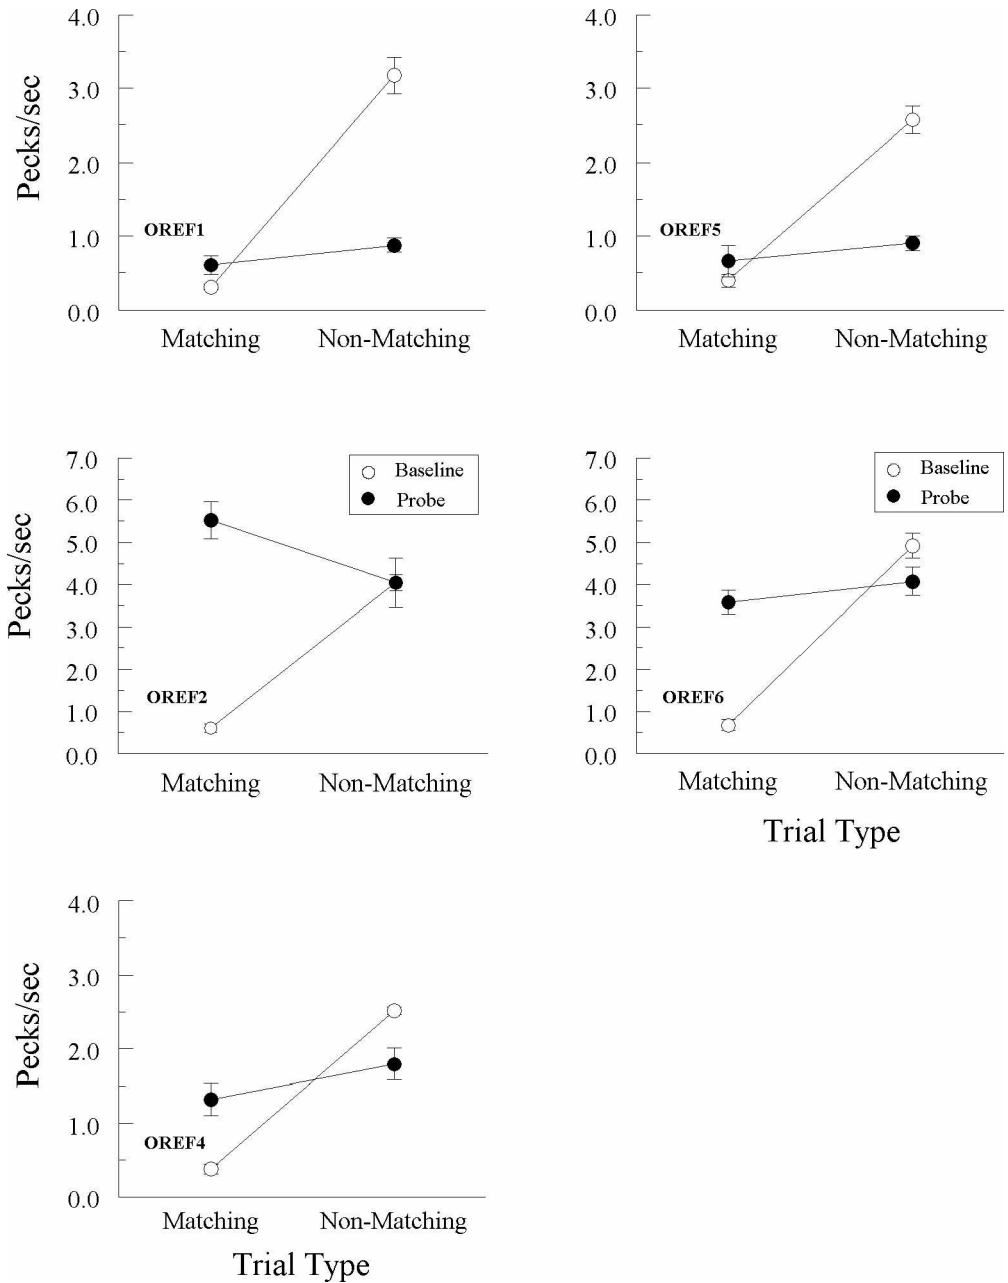 4.0
3.0
2.0
1.0
0.0
Pecks/sec
OREF1
Matching Non-Matching
4.0
3.0
2.0
1.0
0.0
OREF5
Matching Non-Matching
7.0
6.0
5.0
4.0
3.0
2.0
1.0
0.0
Pecks/sec
Baseline
Probe
OREF2
Matching Non-Matching
7.0
6.0
5.0
4.0
3.0
2.0
1.0
0.0
Baseline
Probe
OREF6
Matching Non-Matching
Trial Type
4.0
3.0
2.0
1.0
0.0
Pecks/sec
OREF4
Matching Non-Matching
Trial Type